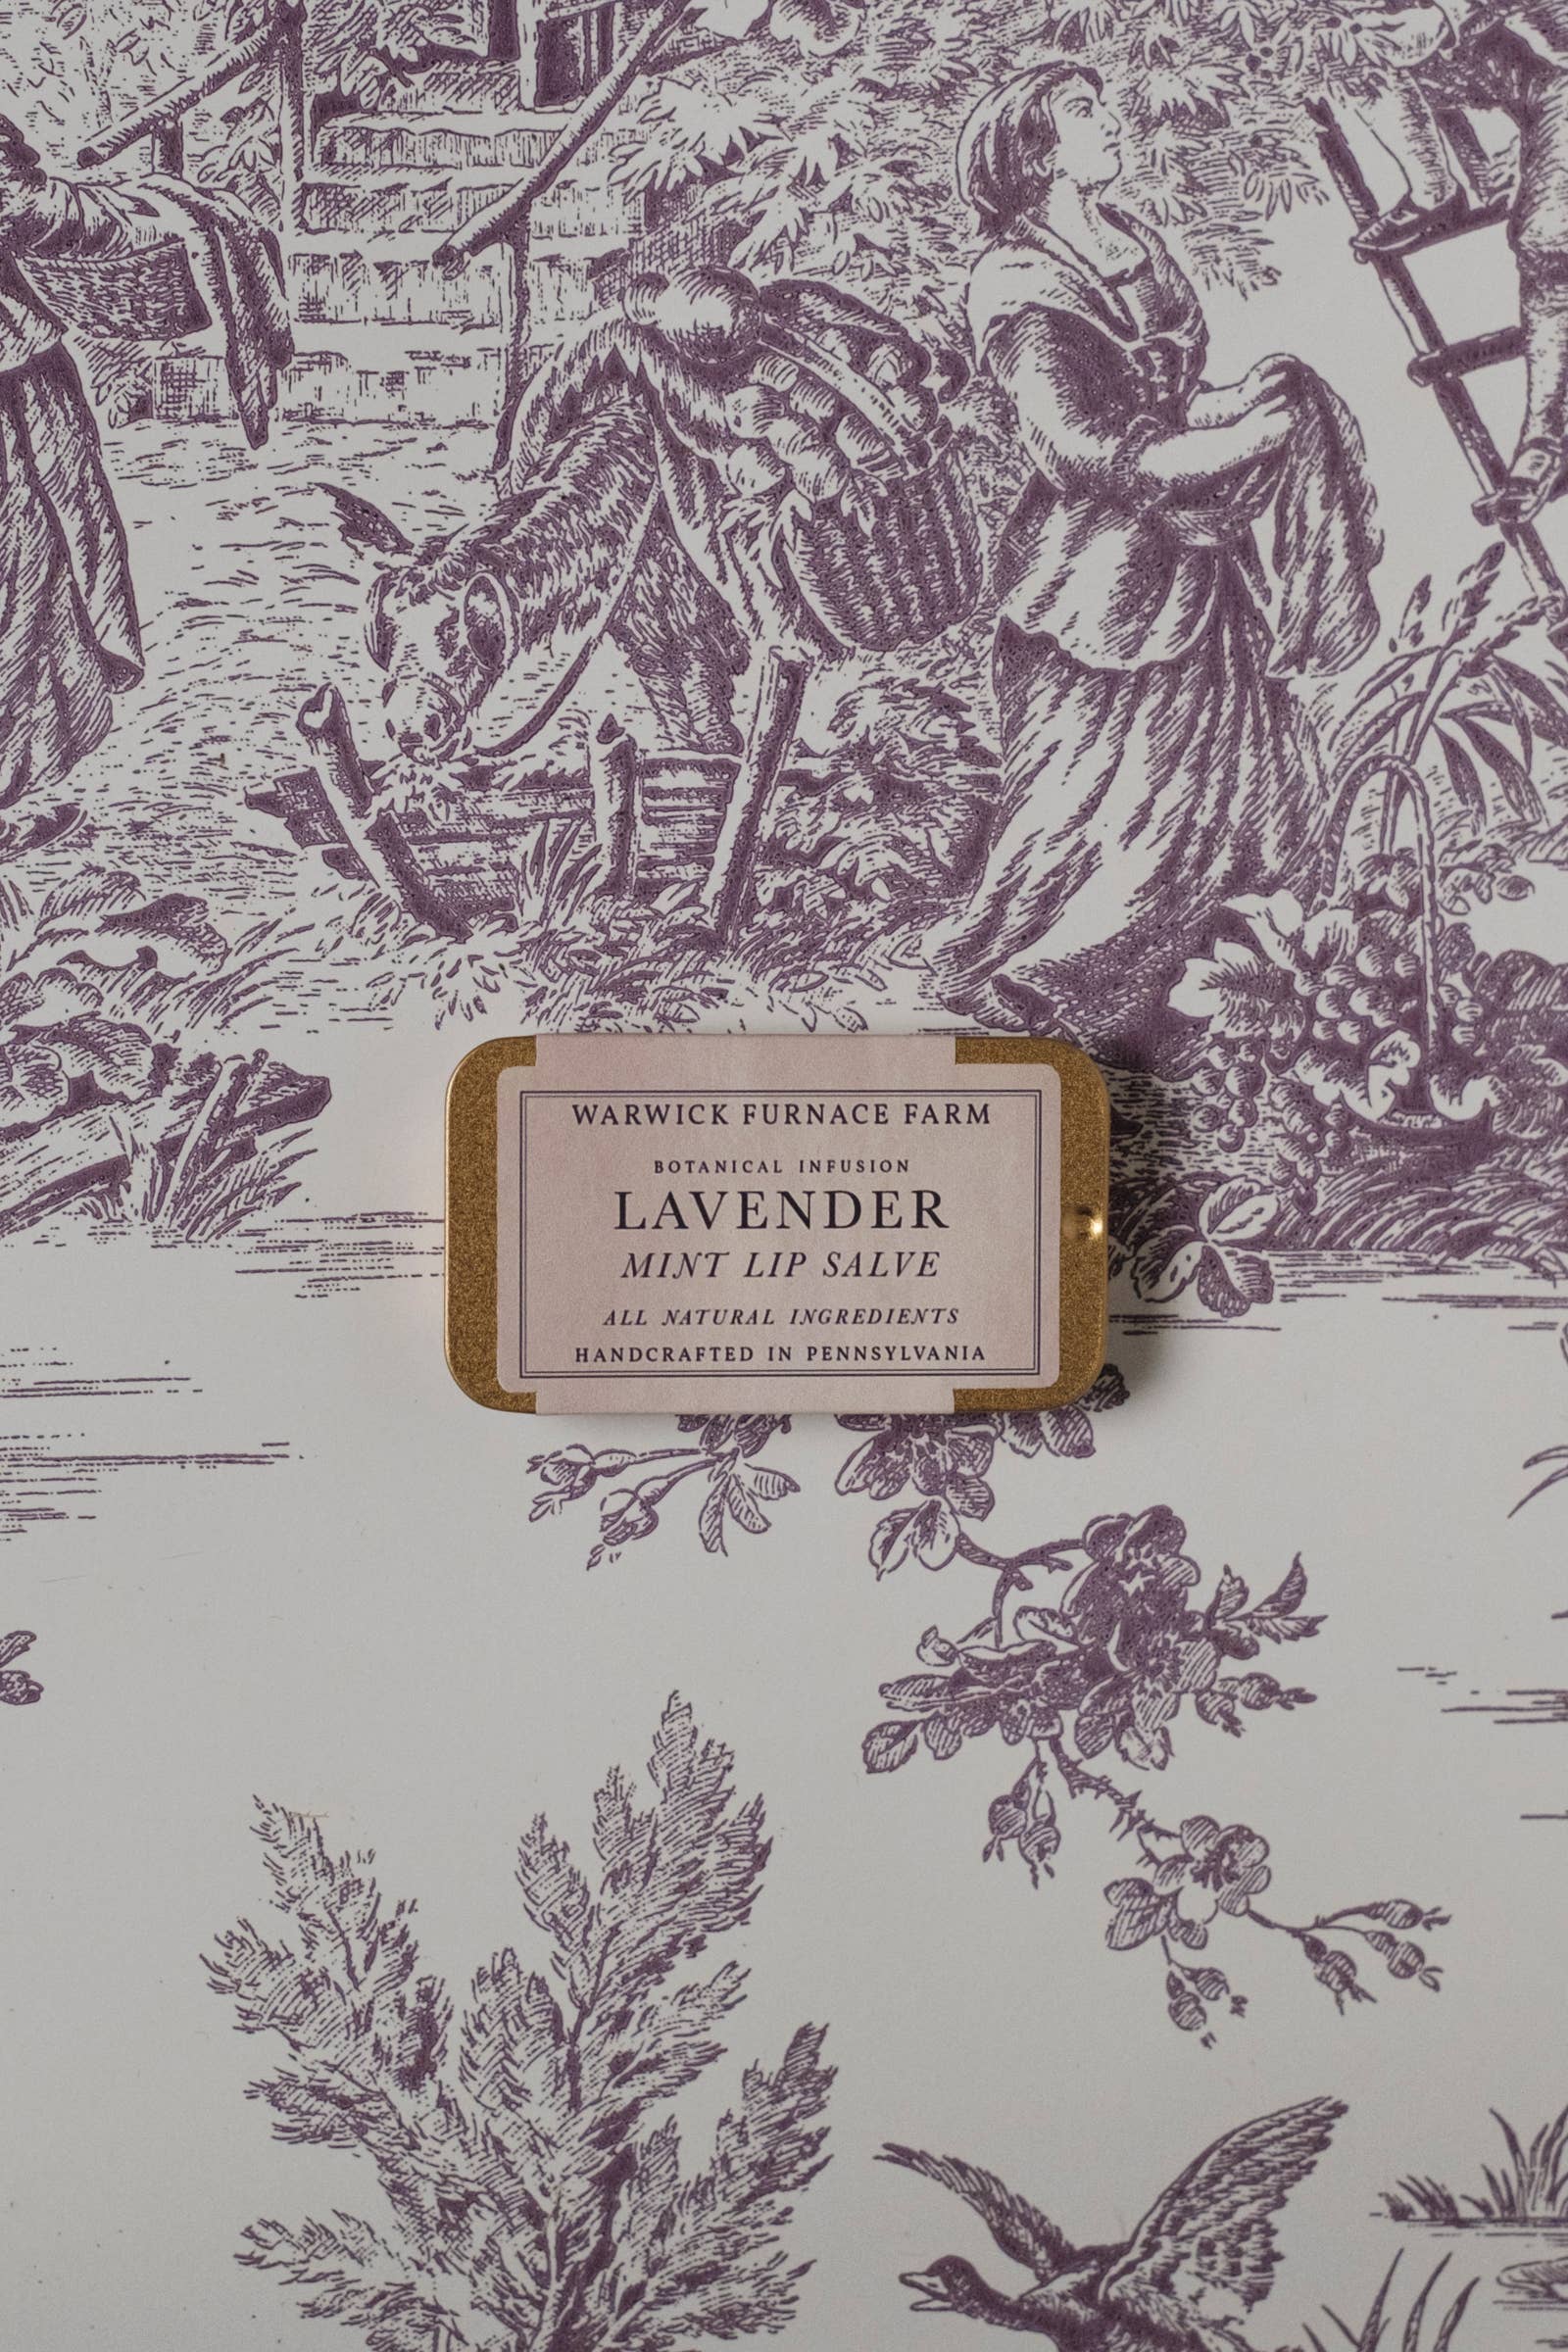 WARWICK FURNACE FARM
BOTANICAL INFUSION
LAVENDER
MINT LIP SALVE
ALL NATURAL INGREDIENTS
HANDCRAFTED IN PENNSYLVANIA